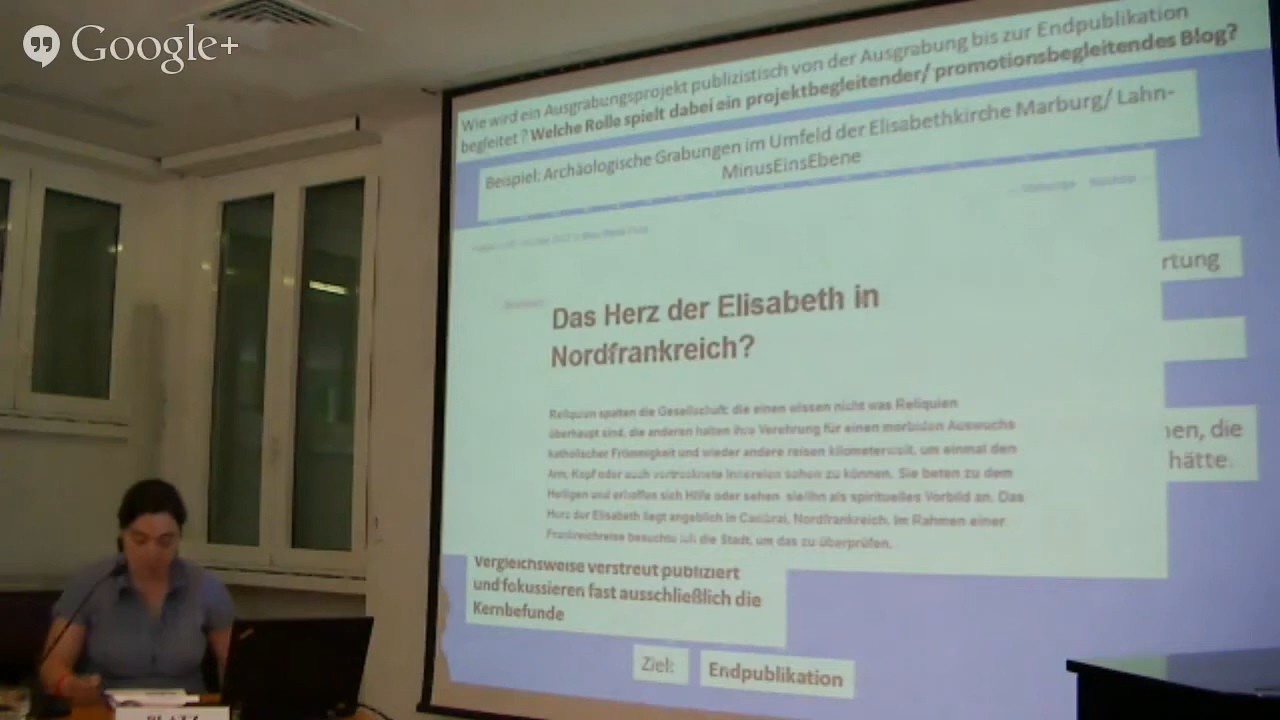 Google+
Wie wird ein Ausgrabungsprojekt publizistisch von der Ausgrabung bis zur Endpublikation
begleitet ? Welche Rolle spielt dabei ein projektbegleitender/ promotionsbegleitendes Blog?
Beispiel: Archäologische Grabungen im Umfeld der Elisabethkirche Marburg/ Lahn-
MinusEinsEbene
rtung
Das Herz der Elisabeth in
Nordfrankreich?
Reliquien spalten die Gesellschaft: die einen wissen nicht was Reliquien
überhaupt sind, die anderen halten ihre Verehrung für einen morbiden Auswuchs
katholischer Frömmigkeit und wieder andere reisen kilometerweit, um einmal den
Arm, Kopf oder auch vertrocknete Innereien sehen zu können. Sie beten zu dem
Heiligen und erhoffen sich Hilfe oder sehen sie/ihn als spirituelles Vorbild an. Das
Herz der Elisabeth liegt angeblich in Cambrai, Nordfrankreich. Im Rahmen einer
Frankreichreise besuchte ich die Stadt, um das zu überprüfen.
nen, die
hätte.
Vergleichsweise verstreut publiziert
und fokussieren fast ausschließlich die
Kernbefunde
Ziel: Endpublikation